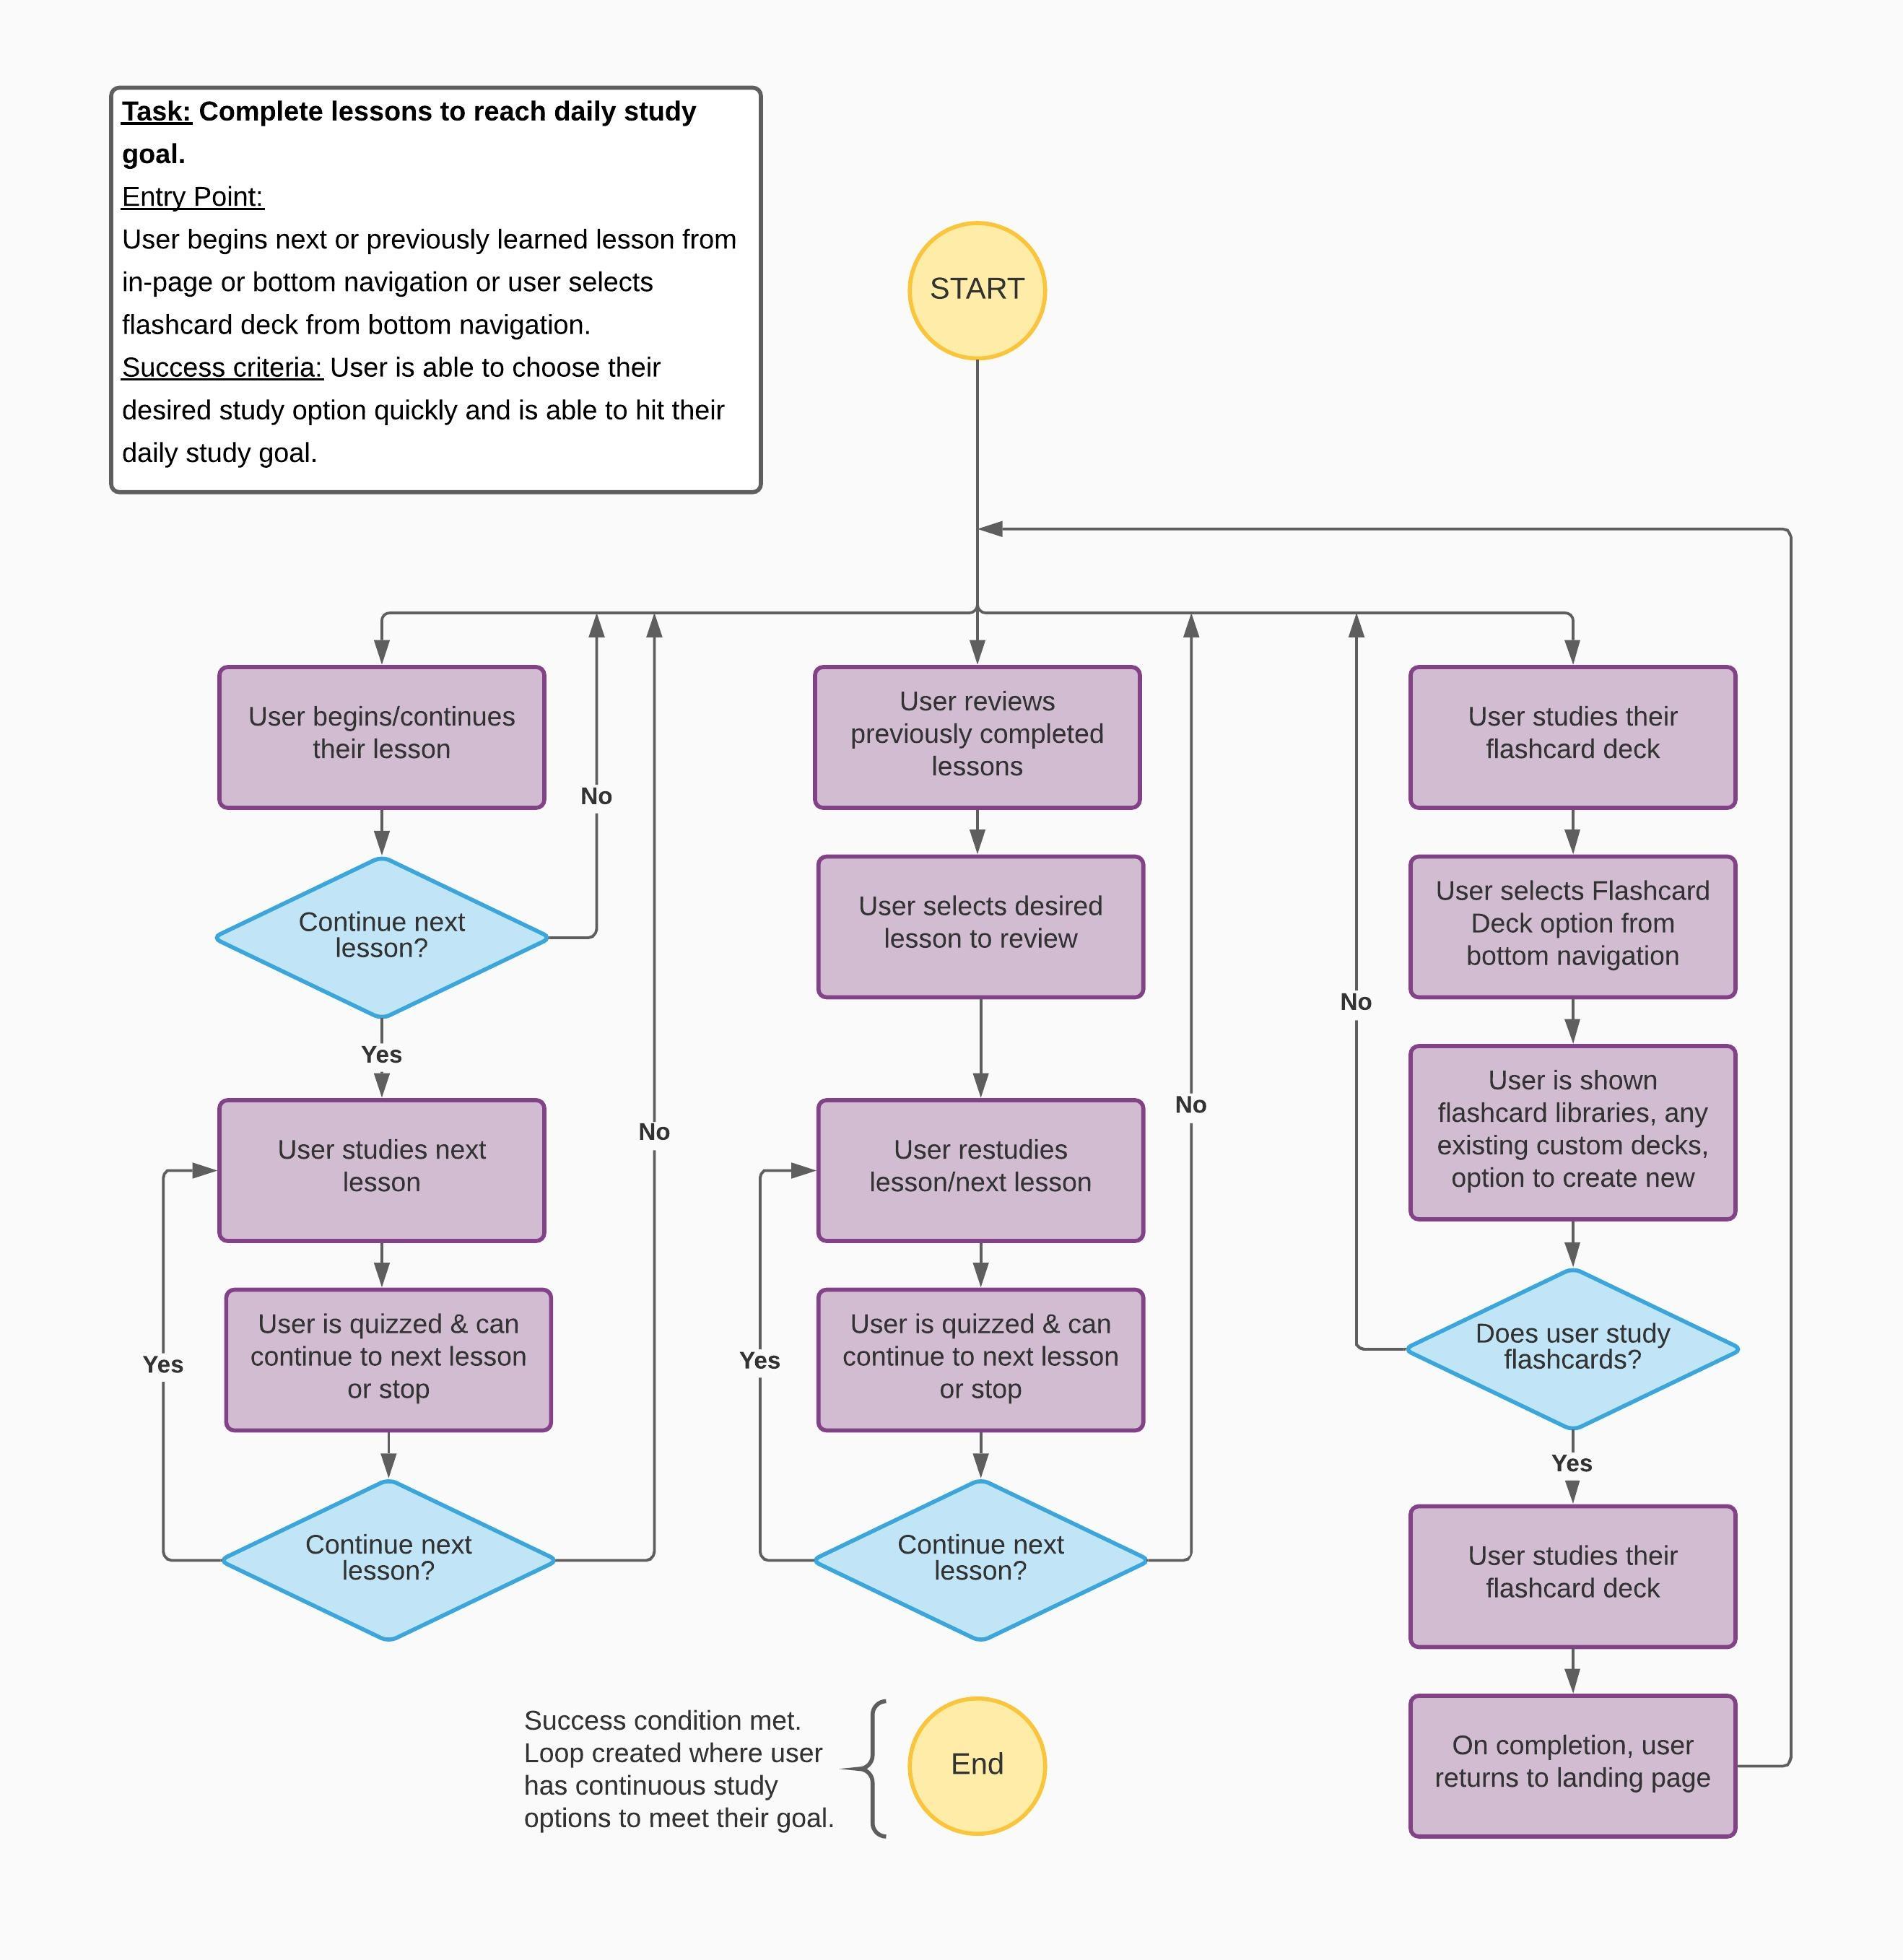 Task: Complete lessons to reach daily study
goal.
Entry Point:
User begins next or previously learned lesson from
in-page or bottom navigation or user selects
flashcard deck from bottom navigation.
Success criteria: User is able to choose their
desired study option quickly and is able to hit their
daily study goal.
START
User begins/continues
their lesson
No
Continue next
lesson?
Yes
User studies next
lesson
No
User is quizzed & can
continue to next lesson
or stop
Yes
Continue next
lesson?
User reviews
previously completed
lessons
User selects desired
lesson to review
No
User restudies
lesson/next lesson
User is quizzed & can
continue to next lesson
or stop
Yes
Continue next
lesson?
User studies their
flashcard deck
User selects Flashcard
Deck option from
bottom navigation
No
User is shown
flashcard libraries, any
existing custom decks,
option to create new
Does user study
flashcards?
Yes
User studies their
flashcard deck
On completion, user
returns to landing page
Success condition met.
Loop created where user
has continuous study
options to meet their goal.
End